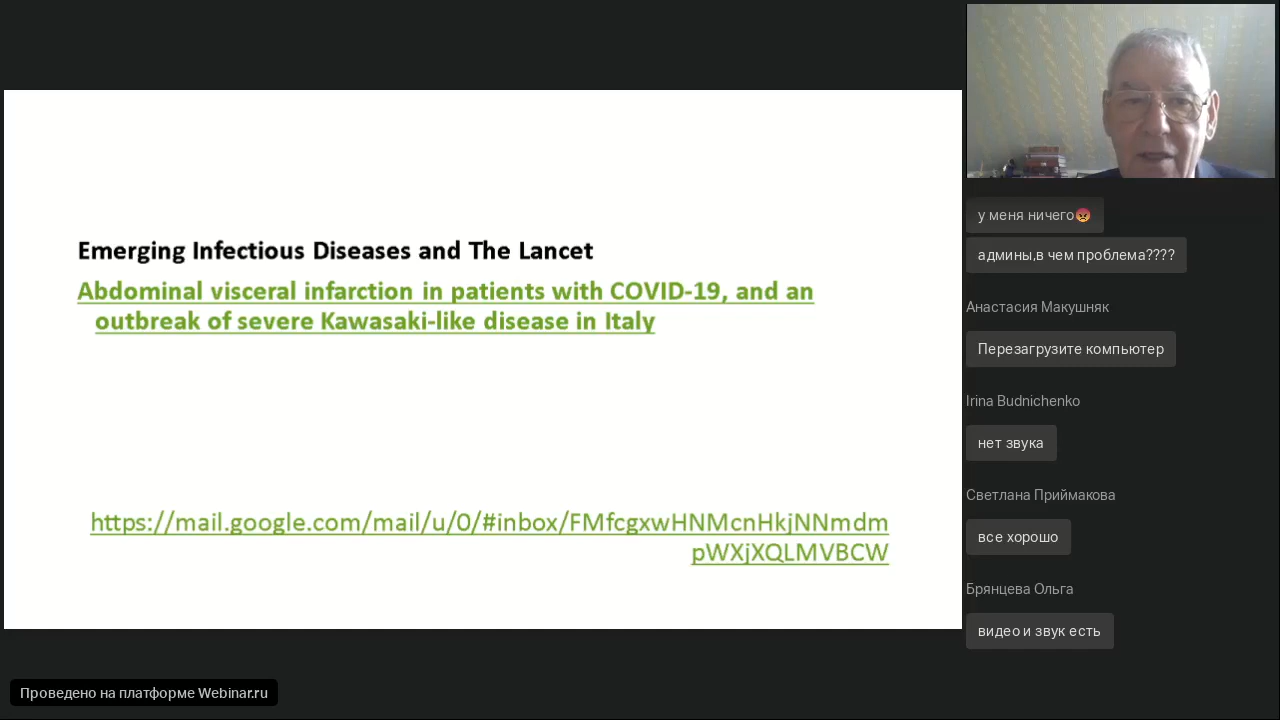 Emerging Infectious Diseases and The Lancet
Abdominal visceral infarction in patients with COVID-19, and an
outbreak of severe Kawasaki-like disease in Italy
https://mail.google.com/mail/u/0/#inbox/FMfcgxwHNMcnHkjNNmdm
pWXjXQLMVBCW
у меня ничего😡
админы,в чем проблема????
Анастасия Макушняк
Перезагрузите компьютер
Irina Budnichenko
нет звука
Светлана Приймакова
все хорошо
Брянцева Ольга
видео и звук есть
Проведено на платформе Webinar.ru